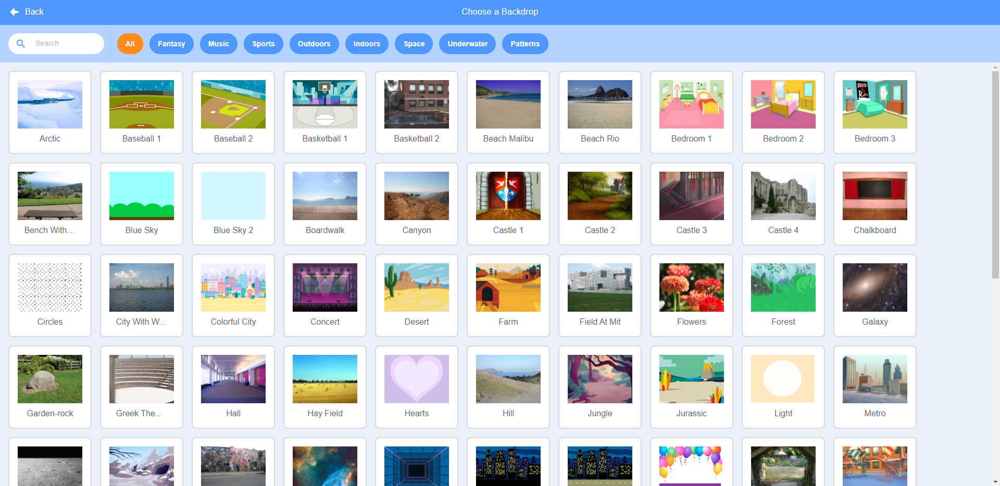 Back
Choose a Backdrop
Search
All
Fantasy
Music
Sports
Outdoors
Indoors
Space
Underwater
Patterns
Arctic
Baseball 1
Baseball 2
Basketball 1
Basketball 2
Beach Malibu
Beach Rio
Bedroom 1
Bedroom 2
Bedroom 3
Bench With…
Blue Sky
Blue Sky 2
Boardwalk
Canyon
Castle 1
Castle 2
Castle 3
Castle 4
Chalkboard
Circles
City With W…
Colorful City
Concert
Desert
Farm
Field At Mit
Flowers
Forest
Galaxy
Garden-rock
Greek The…
Hall
Hay Field
Hearts
Hill
Jungle
Jurassic
Light
Metro